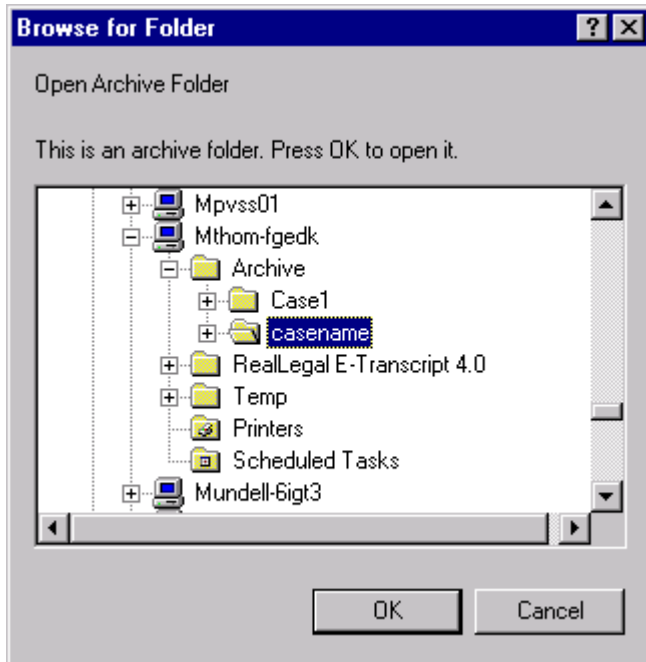 Browse for Folder
Open Archive Folder
This is an archive folder. Press OK to open it.
Mpvss01
Mthom-fgedk
Archive
Case1
casename
RealLegal E-Transcript 4.0
Temp
Printers
Scheduled Tasks
Mundell-6igt3
OK Cancel